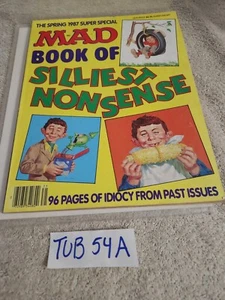 THE SPRING 1987 SUPER SPECIAL
MAD
BOOK OF
SILLIEST
NONSENSE
96 PAGES OF IDIOCY FROM PAST ISSUES
TUB 54A